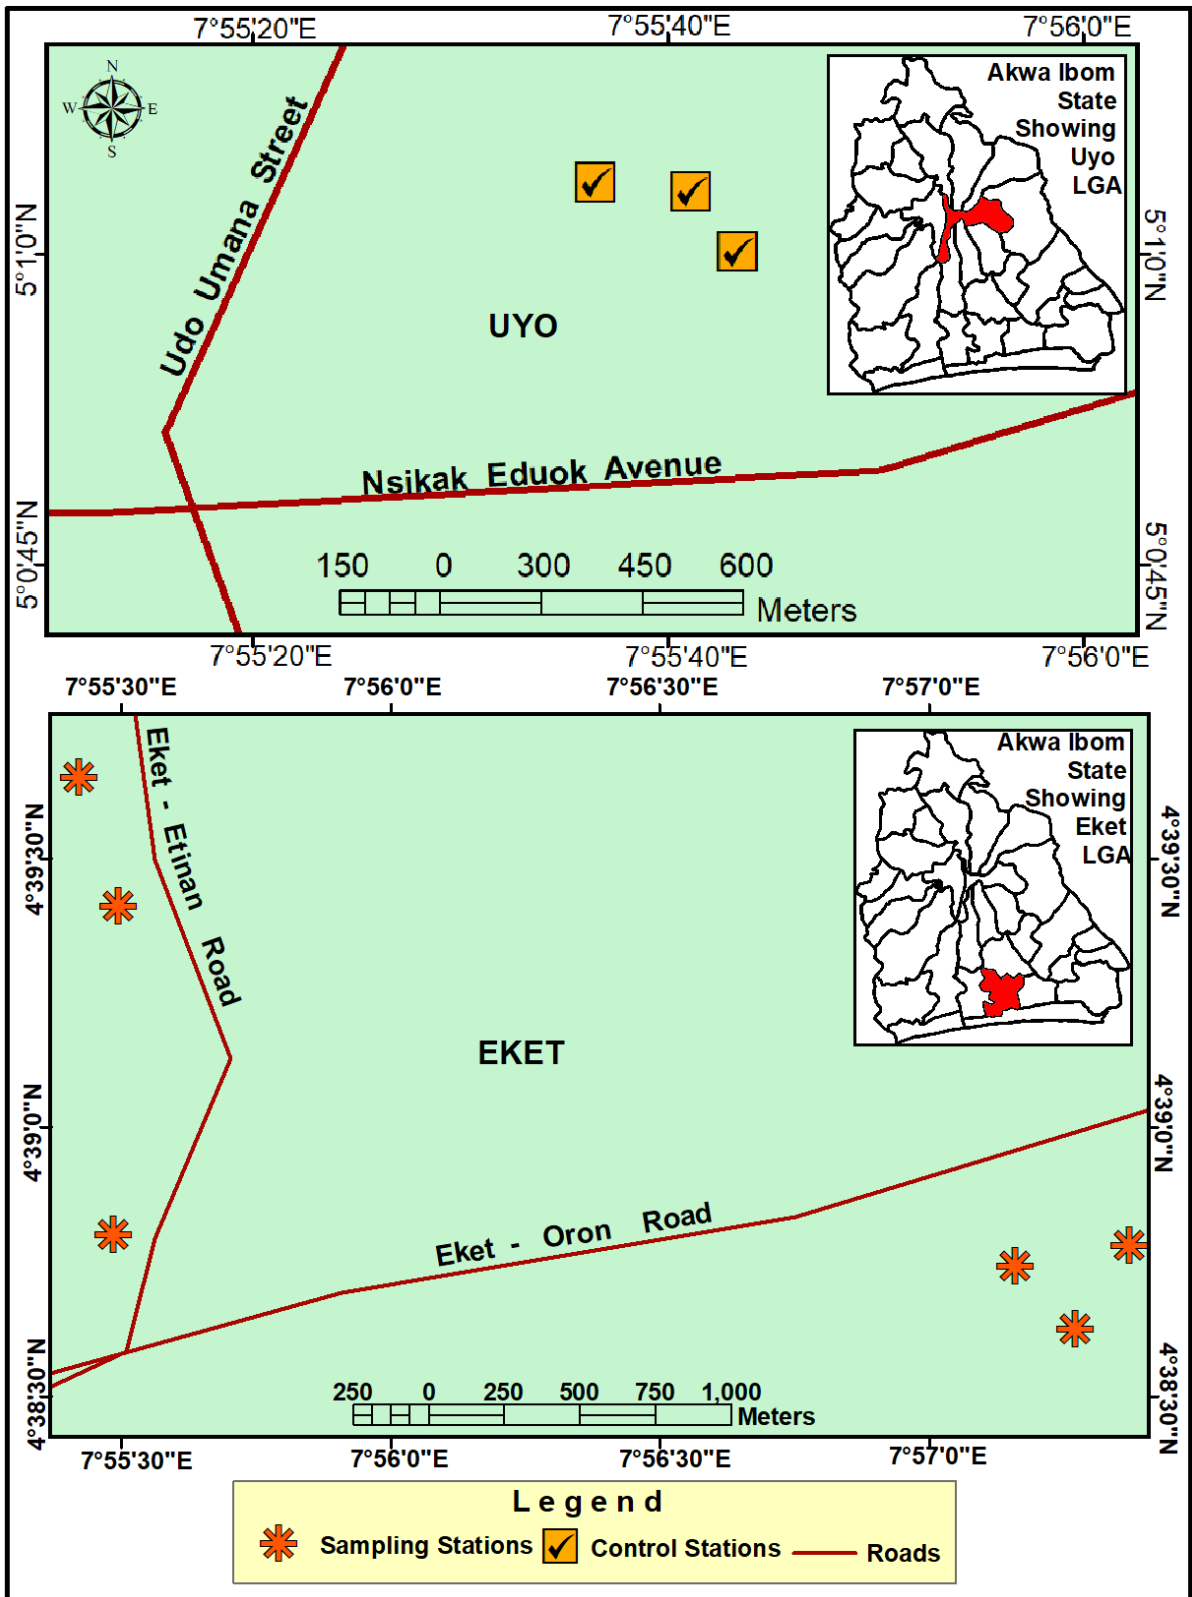 7°55'20"E 7°55'40"E 7°56'0"E
N
W E
S
Akwa Ibom
State
Showing
Uyo
LGA
Udo Umana Street
5°1'0"N 5°1'0"N
UYO
Nsikak Eduok Avenue
5°0'45"N 5°0'45"N
150 0 300 450 600
Meters
7°55'20"E 7°55'40"E 7°56'0"E
7°55'30"E 7°56'0"E 7°56'30"E 7°57'0"E
Akwa Ibom
State
Showing
Eket
LGA
Eket - Etinan Road
4°39'30"N 4°39'30"N
EKET
4°39'0"N 4°39'0"N
Eket - Oron Road
4°38'30"N 4°38'30"N
250 0 250 500 750 1,000
Meters
7°55'30"E 7°56'0"E 7°56'30"E 7°57'0"E
Legend
Sampling Stations Control Stations Roads